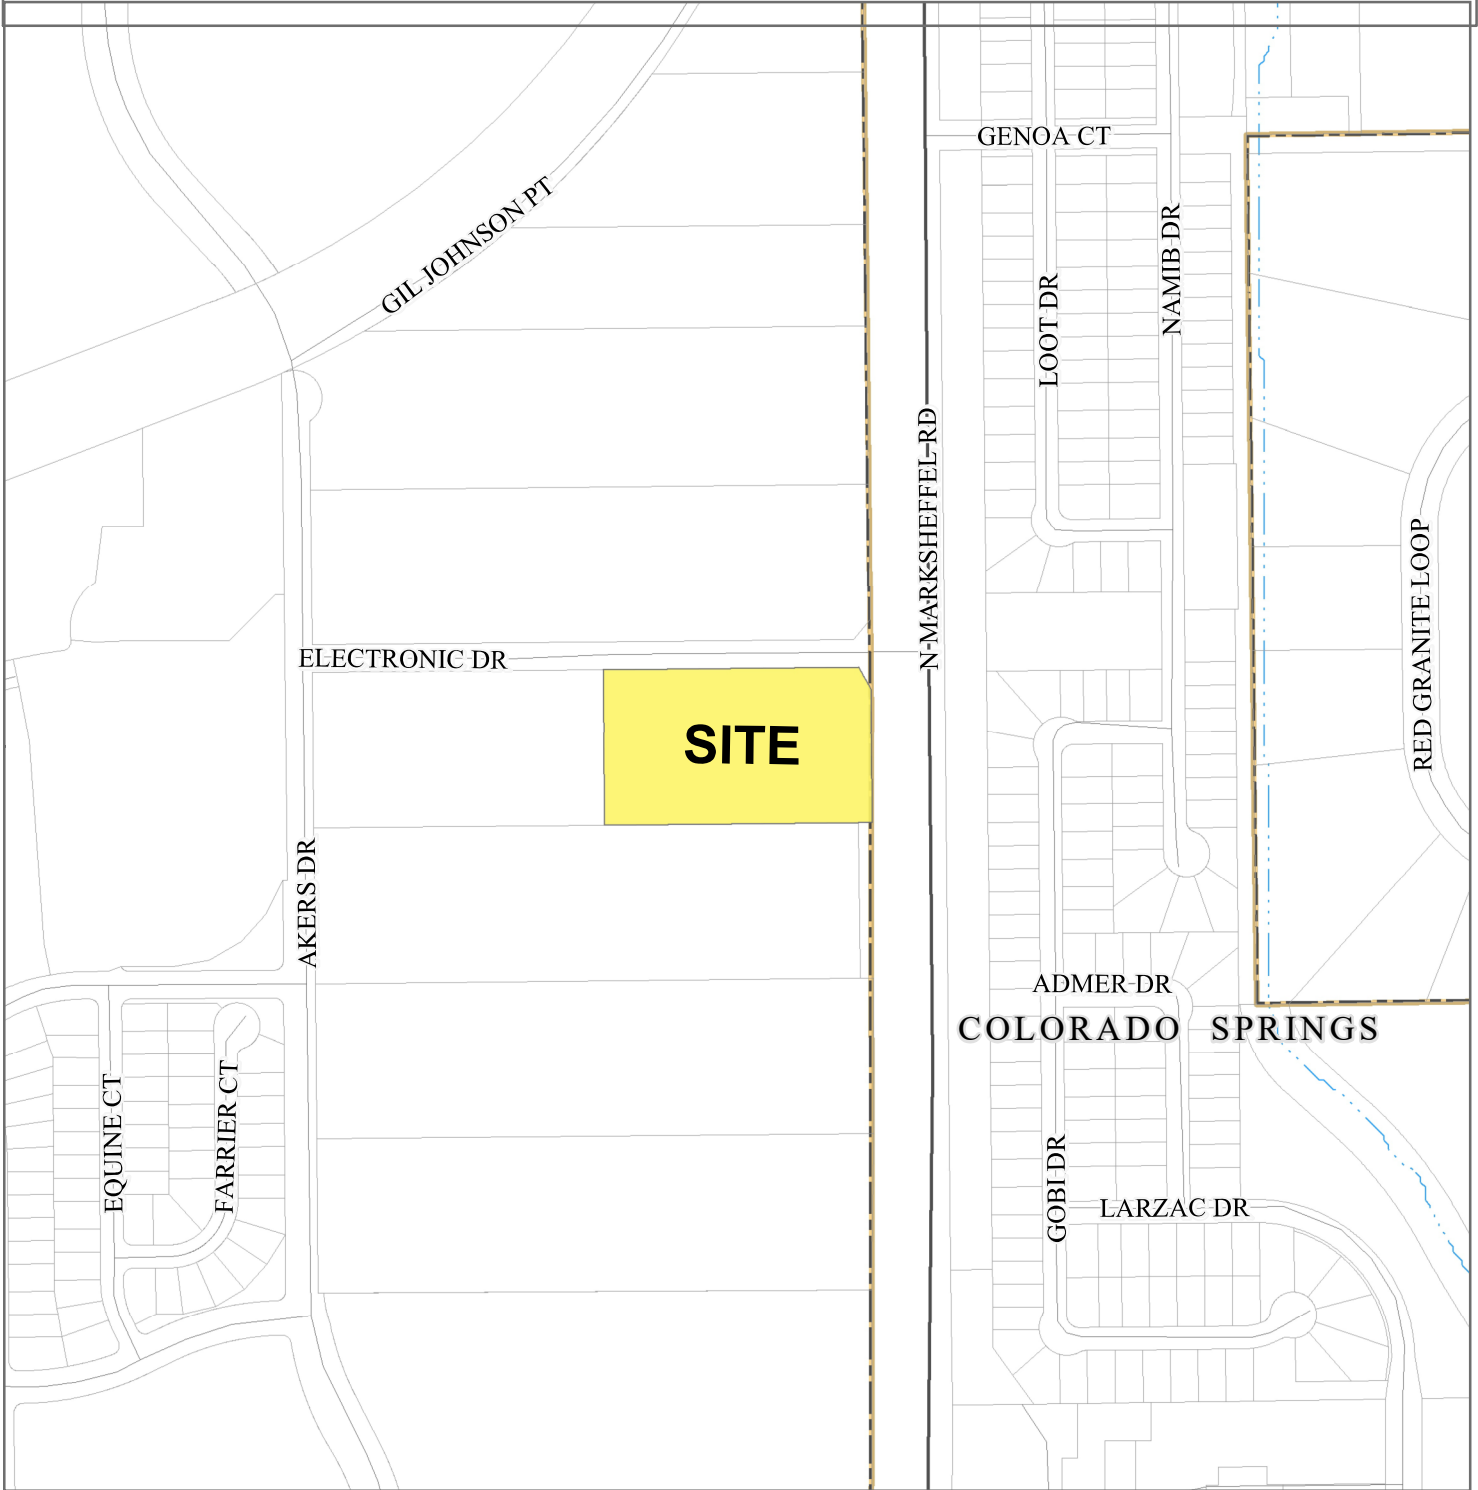 GENOA CT
GIL JOHNSON PT
NAMIB DR
LOOT DR
N MARKSHEFFEL RD
RED GRANITE LOOP
ELECTRONIC DR
SITE
AKERS DR
ADMER DR
COLORADO SPRINGS
EQUINE CT
FARRIER CT
GOBI DR
LARZAC DR